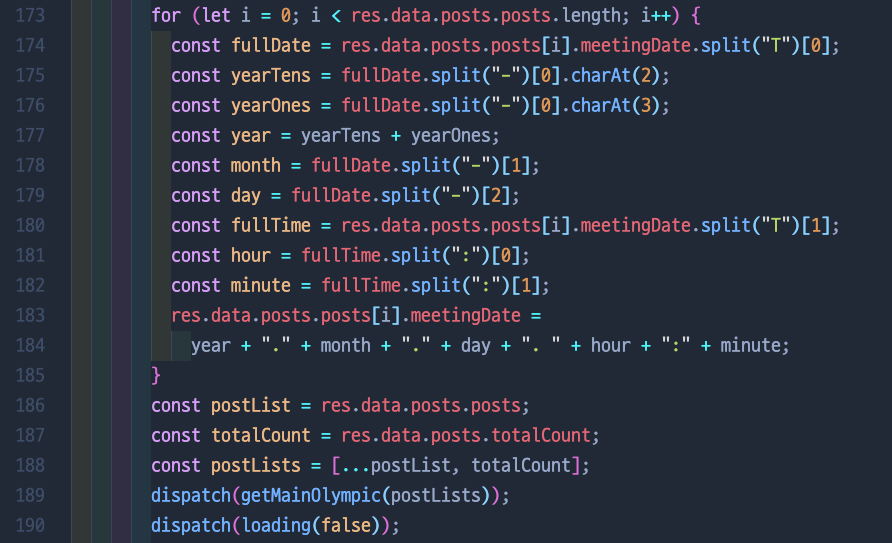 173 for (let i = 0; i < res.data.posts.posts.length; i++) {
174 const fullDate = res.data.posts.posts[i].meetingDate.split("T")[0];
175 const yearTens = fullDate.split("-")[0].charAt(2);
176 const yearOnes = fullDate.split("-")[0].charAt(3);
177 const year = yearTens + yearOnes;
178 const month = fullDate.split("-")[1];
179 const day = fullDate.split("-")[2];
180 const fullTime = res.data.posts.posts[i].meetingDate.split("T")[1];
181 const hour = fullTime.split(":")[0];
182 const minute = fullTime.split(":")[1];
183 res.data.posts.posts[i].meetingDate =
184 year + "." + month + "." + day + ". " + hour + ":" + minute;
185 }
186 const postList = res.data.posts.posts;
187 const totalCount = res.data.posts.totalCount;
188 const postLists = [...postList, totalCount];
189 dispatch(getMainOlympic(postLists));
190 dispatch(loading(false));